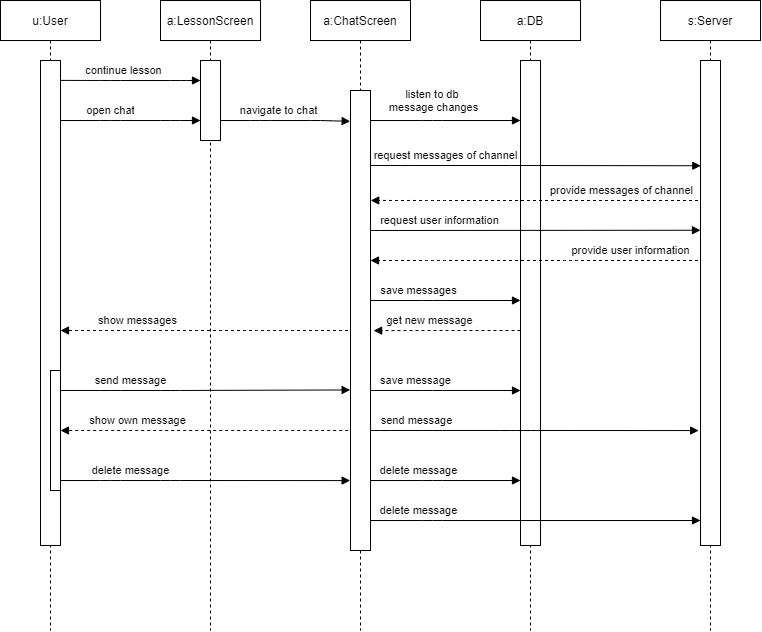 u:User
a:LessonScreen
a:ChatScreen
a:DB
s:Server
continue lesson
open chat
navigate to chat
listen to db
message changes
request messages of channel
provide messages of channel
request user information
provide user information
save messages
show messages
get new message
send message
save message
show own message
send message
delete message
delete message
delete message